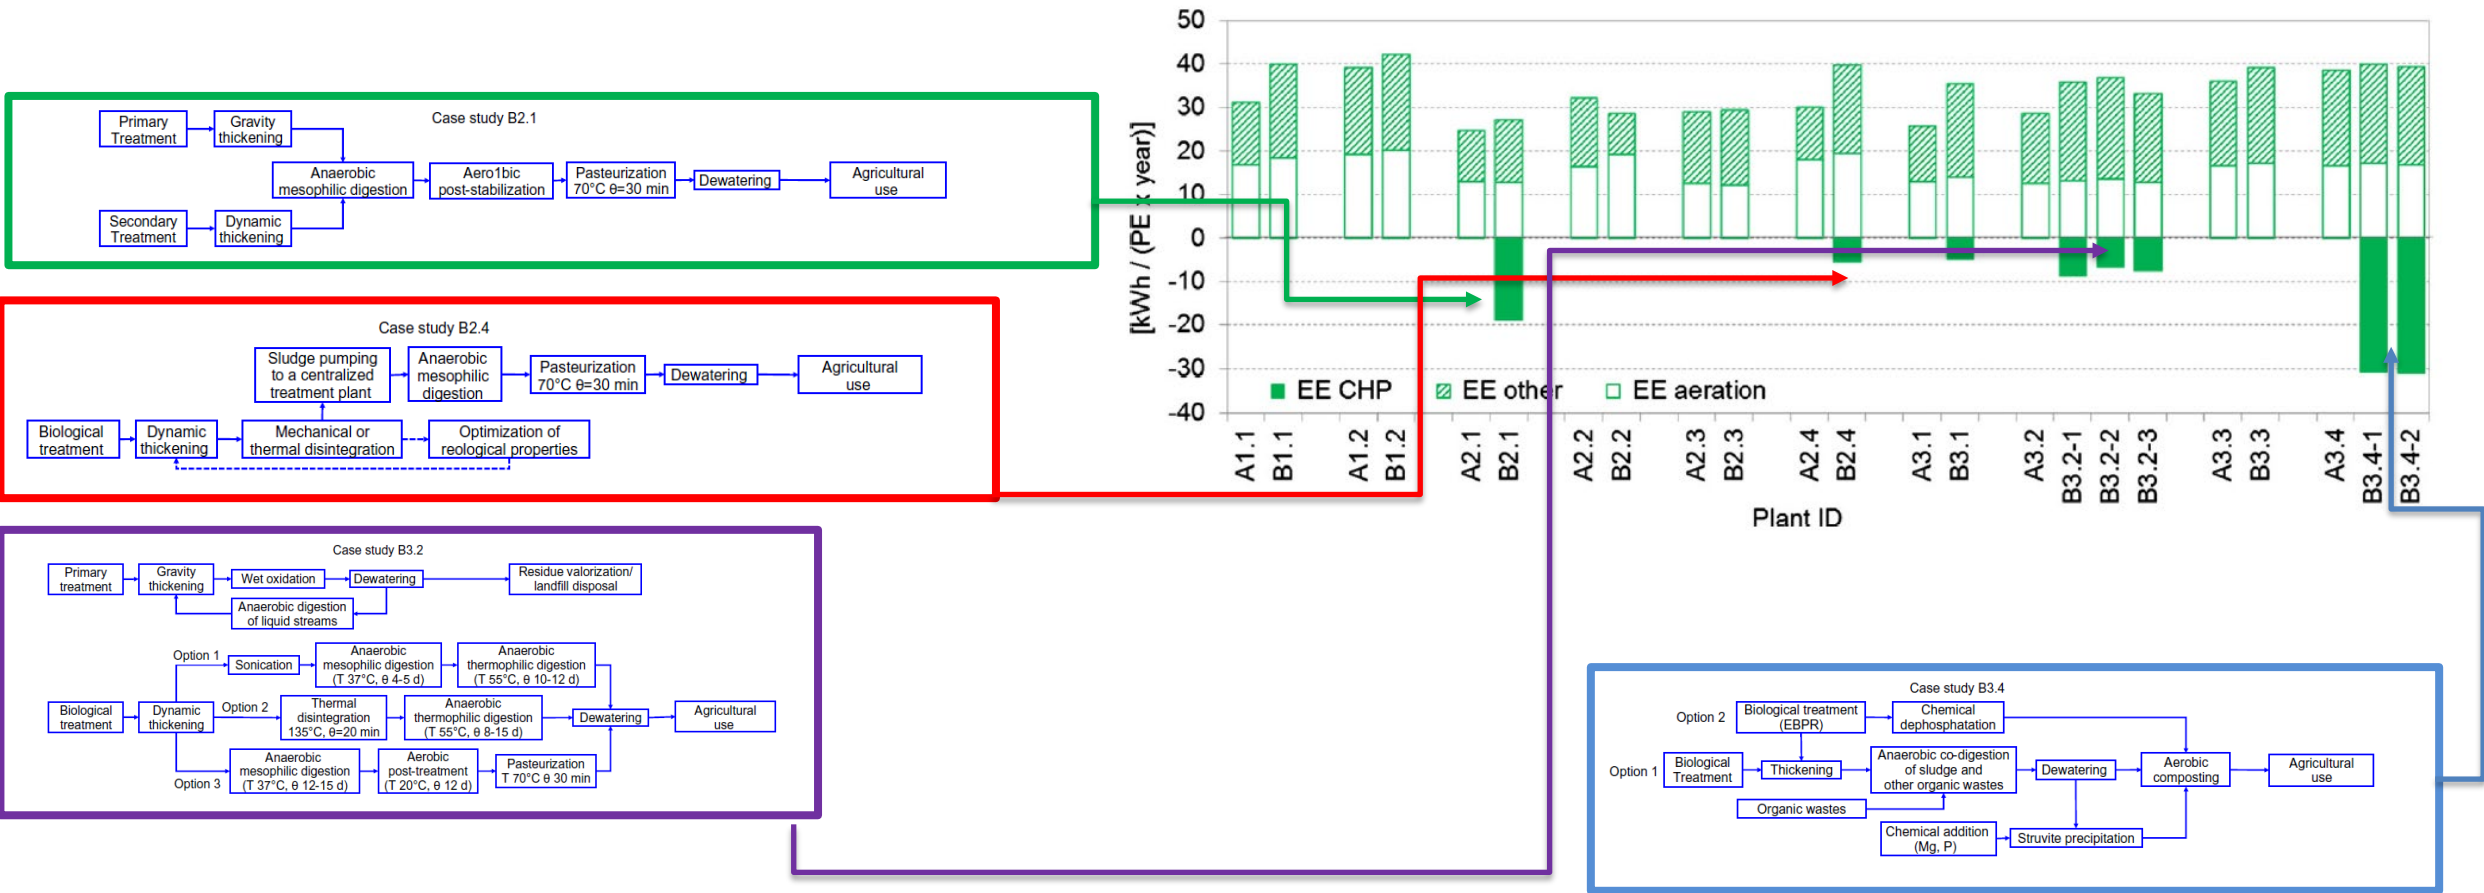 Case study B2.1
Primary
Treatment
Gravity
thickening
Anaerobic
mesophilic digestion
Aero1bic
post-stabilization
Pasteurization
70°C θ=30 min
Dewatering
Agricultural
use
Secondary
Treatment
Dynamic
thickening
Case study B2.4
Sludge pumping
to a centralized
treatment plant
Anaerobic
mesophilic
digestion
Pasteurization
70°C θ=30 min
Dewatering
Agricultural
use
Biological
treatment
Dynamic
thickening
Mechanical or
thermal disintegration
Optimization of
reological properties
Case study B3.2
Primary
treatment
Gravity
thickening
Wet oxidation
Dewatering
Residue valorization/
landfill disposal
Anaerobic digestion
of liquid streams
Option 1
Sonication
Anaerobic
mesophilic digestion
(T 37°C, θ 4-5 d)
Anaerobic
thermophilic digestion
(T 55°C, θ 10-12 d)
Biological
treatment
Dynamic
thickening
Option 2
Thermal
disintegration
135°C, θ=20 min
Anaerobic
thermophilic digestion
(T 55°C, θ 8-15 d)
Dewatering
Agricultural
use
Option 3
Anaerobic
mesophilic digestion
(T 37°C, θ 12-15 d)
Aerobic
post-treatment
(T 20°C, θ 12 d)
Pasteurization
T 70°C θ 30 min
[kWh / (PE x year)]
50
40
30
20
10
0
-10
-20
-30
-40
EE CHP
EE other
EE aeration
A1.1
B1.1
A1.2
B1.2
A2.1
B2.1
A2.2
B2.2
A2.3
B2.3
A2.4
B2.4
A3.1
B3.1
A3.2
B3.2-1
B3.2-2
B3.2-3
A3.3
B3.3
A3.4
B3.4-1
B3.4-2
Plant ID
Case study B3.4
Option 2
Biological treatment
(EBPR)
Chemical
dephosphatation
Option 1
Biological
Treatment
Thickening
Anaerobic co-digestion
of sludge and
other organic wastes
Dewatering
Aerobic
composting
Agricultural
use
Organic wastes
Chemical addition
(Mg, P)
Struvite precipitation